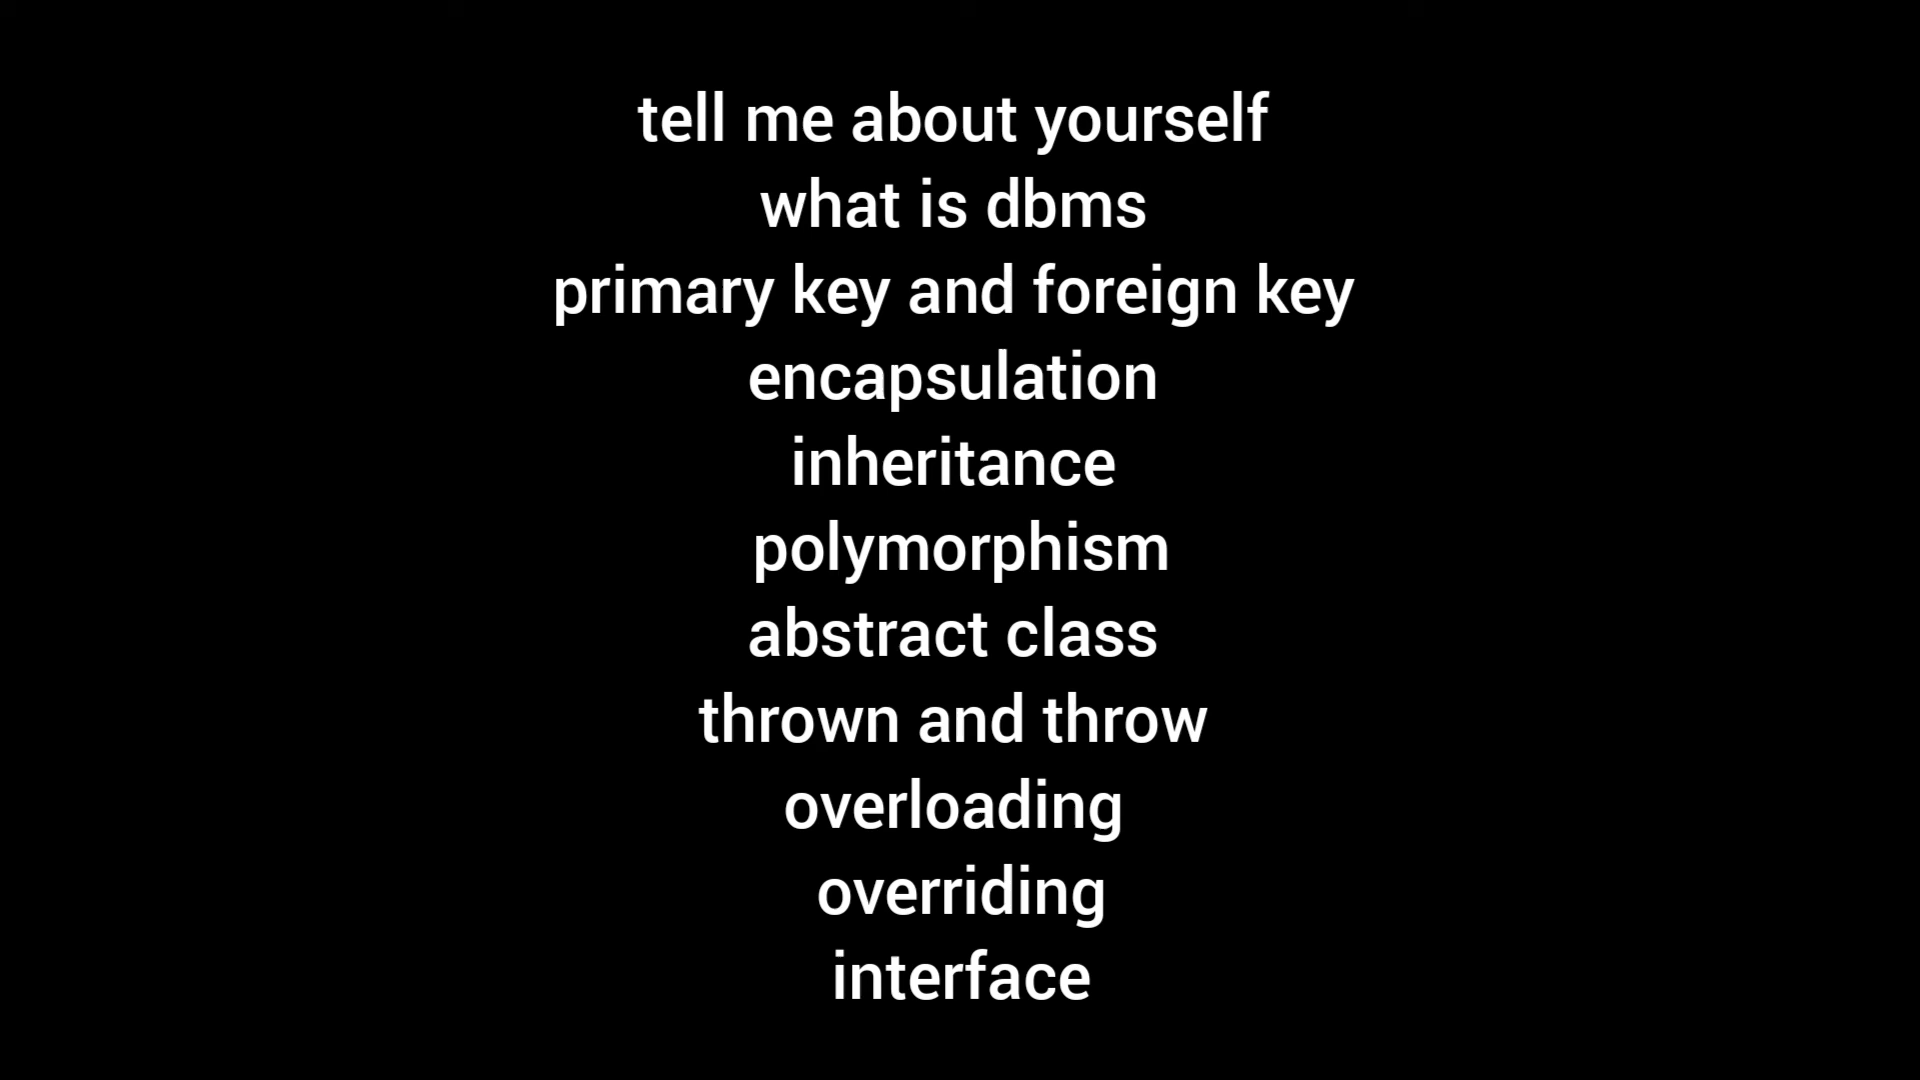 tell me about yourself
what is dbms
primary key and foreign key
encapsulation
inheritance
polymorphism
abstract class
thrown and throw
overloading
overriding
interface